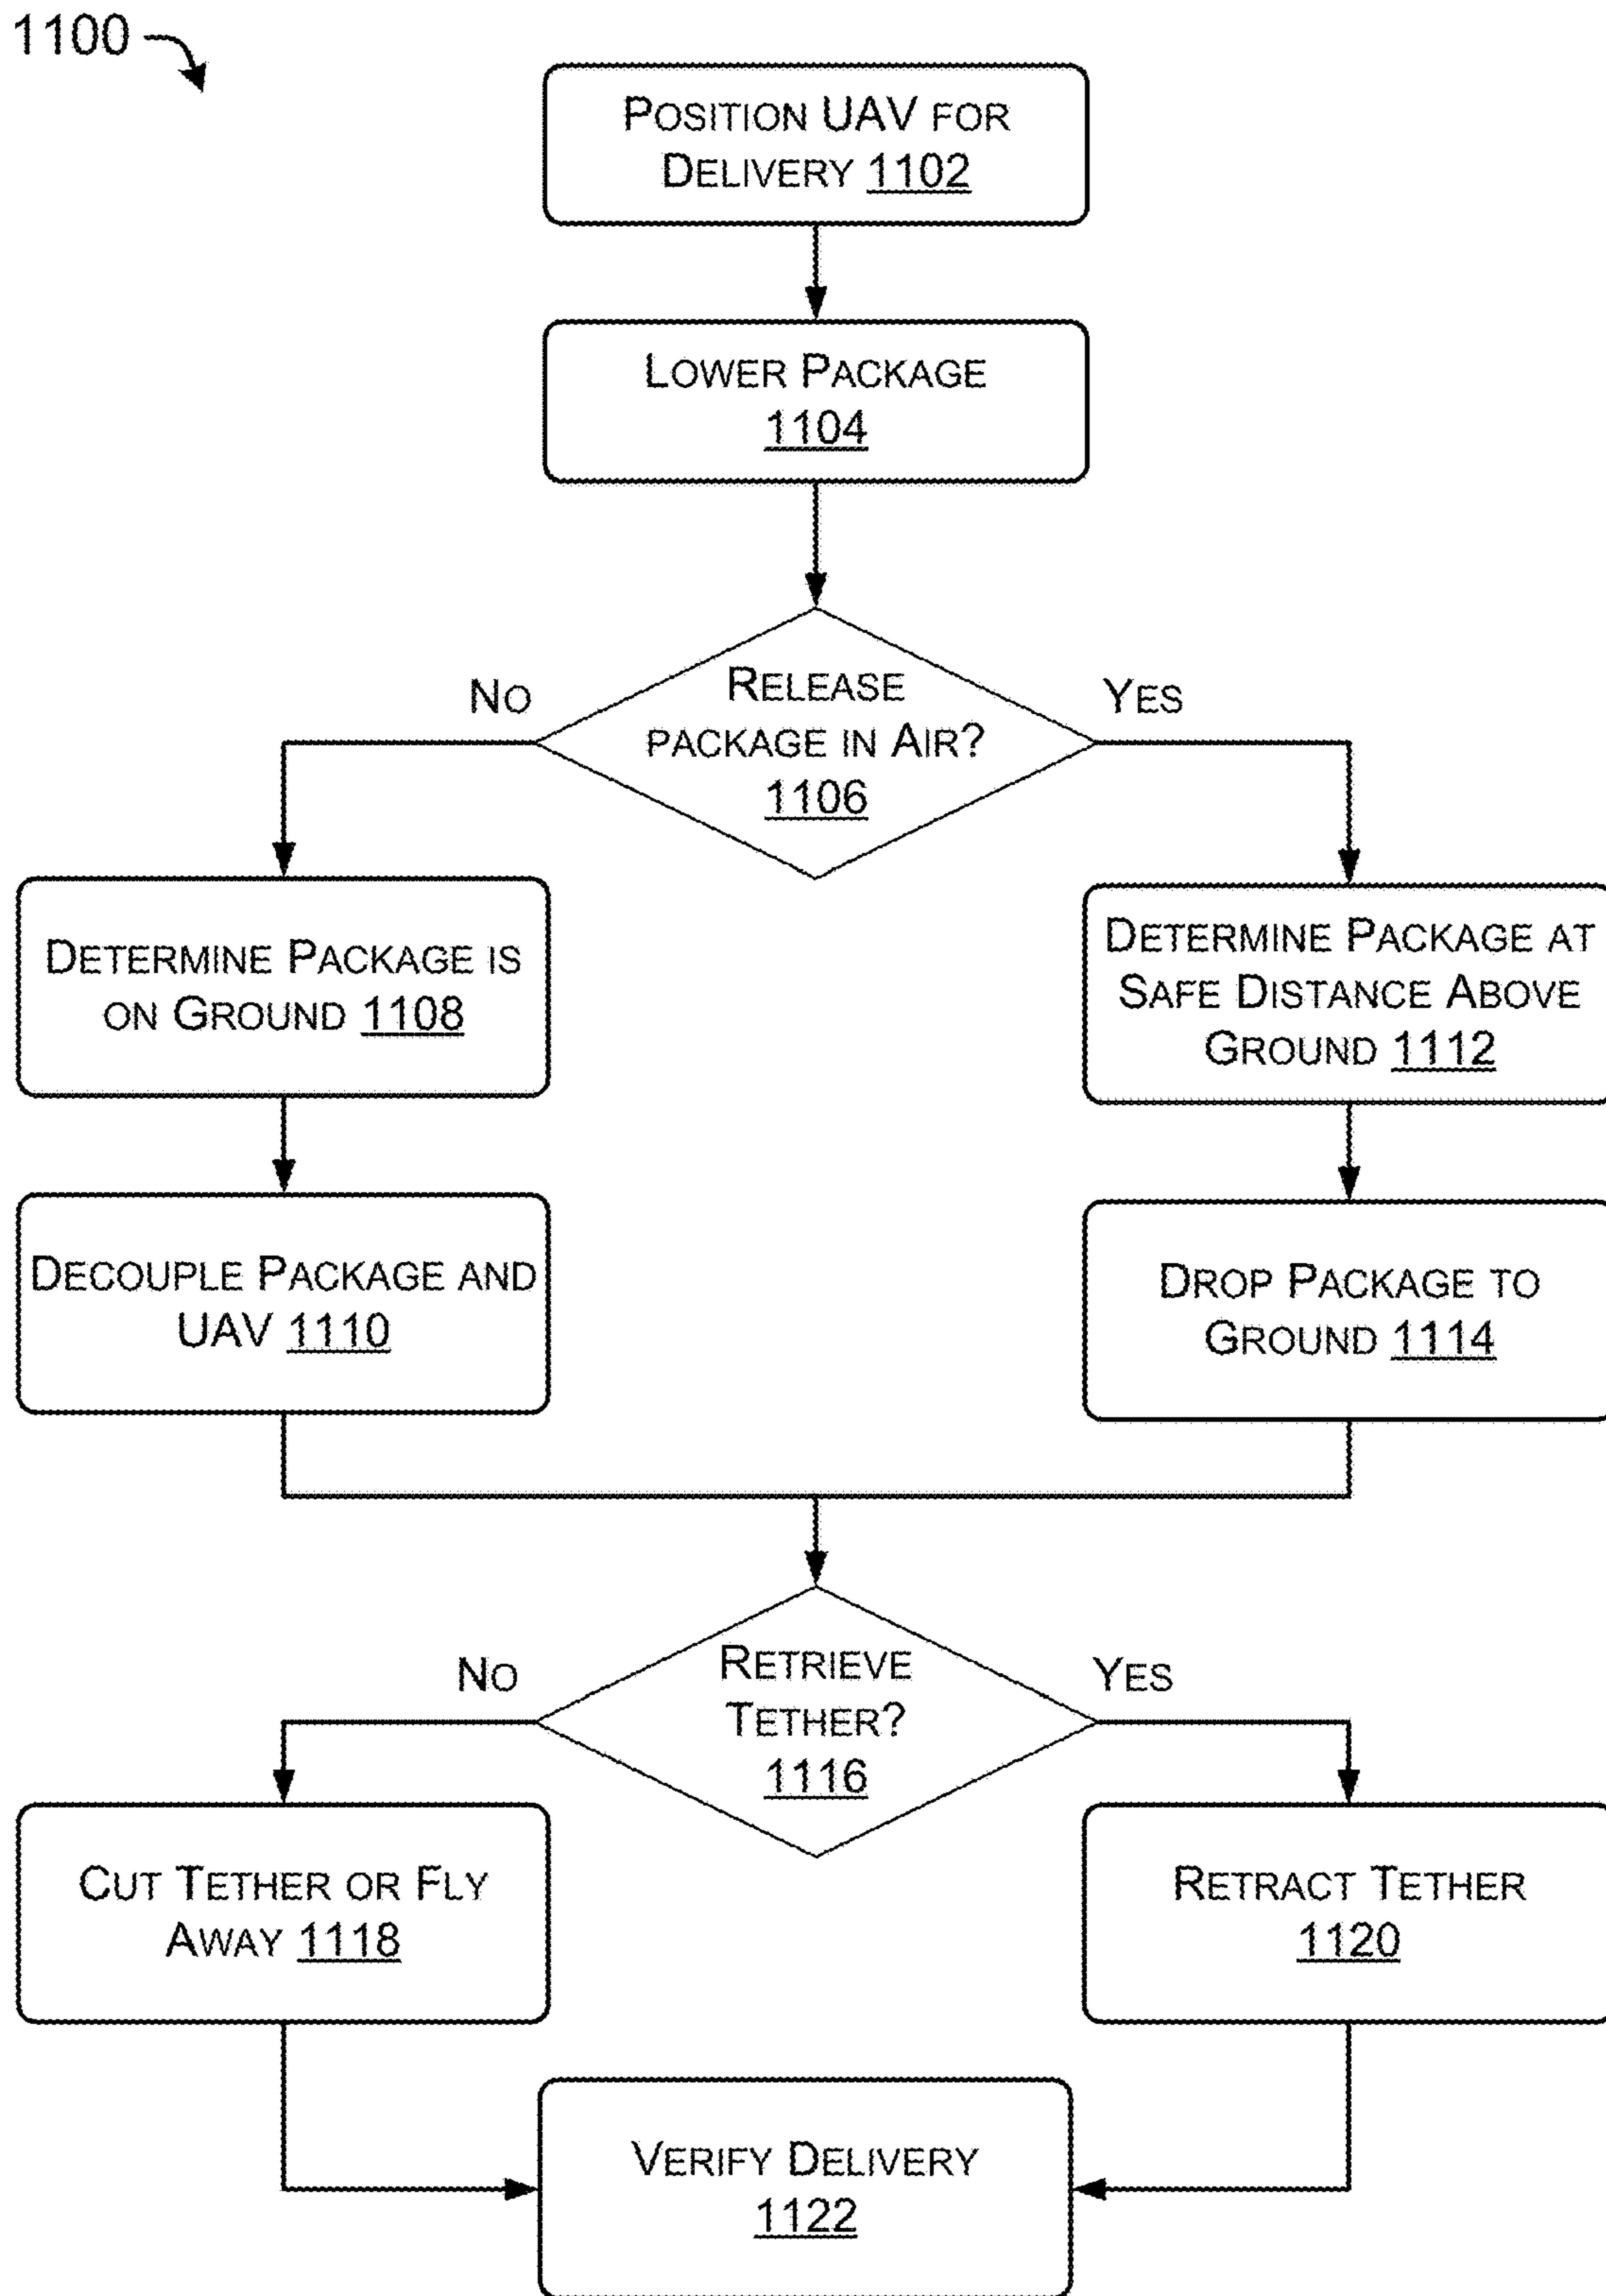 1100
POSITION UAV FOR
DELIVERY 1102
LOWER PACKAGE
1104
NO
RELEASE
PACKAGE IN AIR?
1106
YES
DETERMINE PACKAGE IS
ON GROUND 1108
DETERMINE PACKAGE AT
SAFE DISTANCE ABOVE
GROUND 1112
DECOUPLE PACKAGE AND
UAV 1110
DROP PACKAGE TO
GROUND 1114
NO
RETRIEVE
TETHER?
1116
YES
CUT TETHER OR FLY
AWAY 1118
RETRACT TETHER
1120
VERIFY DELIVERY
1122